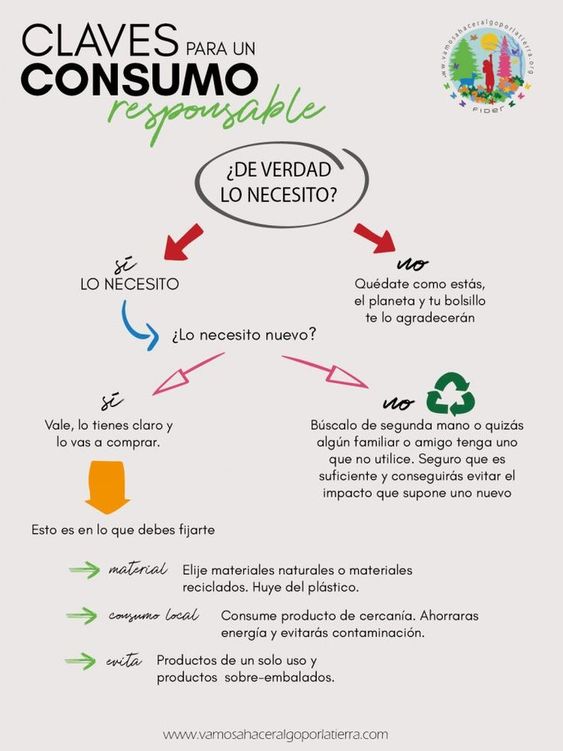 CLAVES PARA UN
CONSUMO
responsable
www.vamosahaceralgoporlatierra.org
FIDER
¿DE VERDAD
LO NECESITO?
sí
LO NECESITO
no
Quédate como estás,
el planeta y tu bolsillo
te lo agradecerán
¿Lo necesito nuevo?
sí
Vale, lo tienes claro y
lo vas a comprar.
no
Búscalo de segunda mano o quizás
algún familiar o amigo tenga uno
que no utilice. Seguro que es
suficiente y conseguirás evitar el
impacto que supone uno nuevo
Esto es en lo que debes fijarte
material Elije materiales naturales o materiales
reciclados. Huye del plástico.
consumo local Consume producto de cercanía. Ahorraras
energía y evitarás contaminación.
evita Productos de un solo uso y
productos sobre-embalados.
www.vamosahaceralgoporlatierra.com